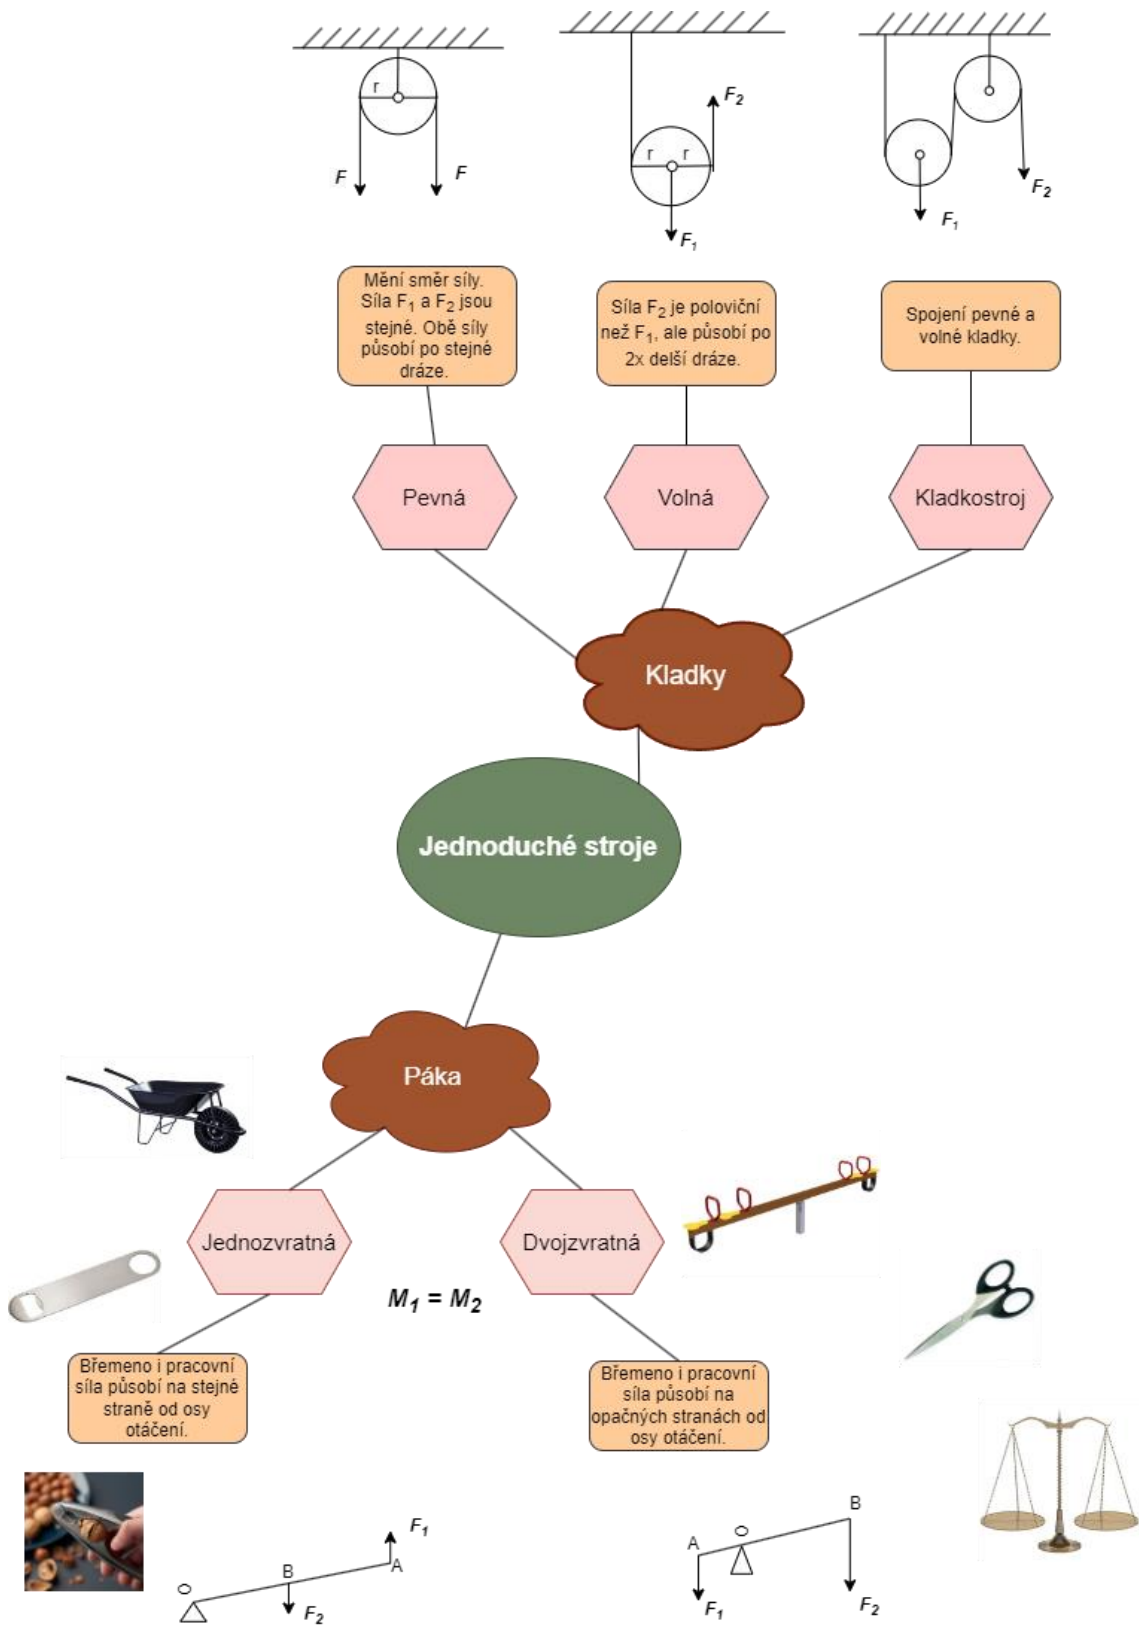 r
F
F
r r
F2
F1
F1
F2
Mění směr síly.
Síla F1 a F2 jsou
stejné. Obě síly
působí po stejné
dráze.
Síla F2 je poloviční
než F1, ale působí po
2x delší dráze.
Spojení pevné a
volné kladky.
Pevná
Volná
Kladkostroj
Kladky
Jednoduché stroje
Páka
Jednozvratná
Dvojzvratná
M1 = M2
Břemeno i pracovní
síla působí na stejné
straně od osy
otáčení.
Břemeno i pracovní
síla působí na
opačných stranách od
osy otáčení.
O
B
A
F1
F2
A
O
B
F1
F2